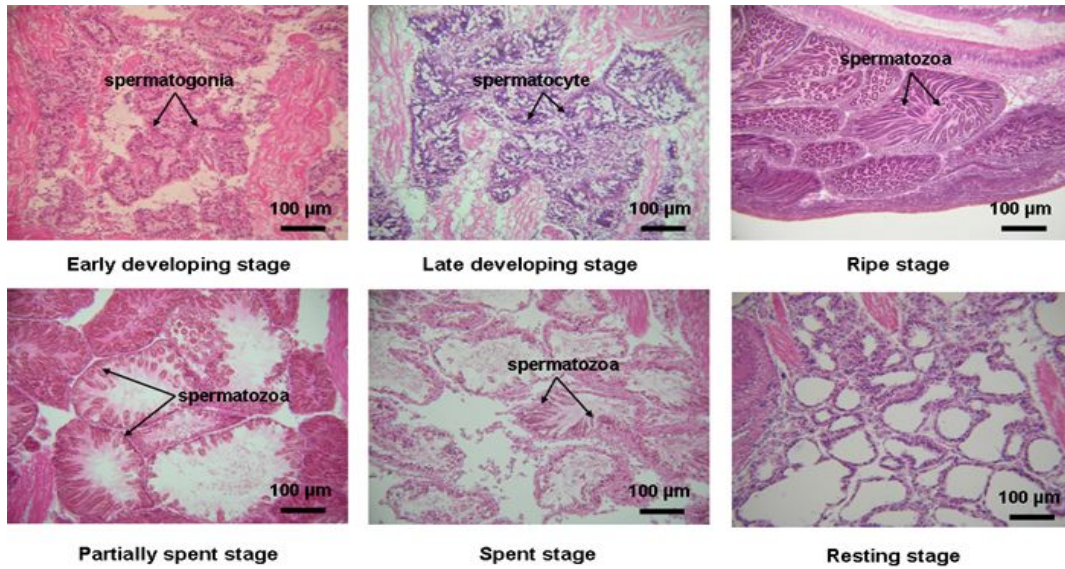 spermatogonia
100 µm
Early developing stage
spermatocyte
100 µm
Late developing stage
spermatozoa
100 µm
Ripe stage
spermatozoa
100 µm
Partially spent stage
spermatozoa
100 µm
Spent stage
100 µm
Resting stage